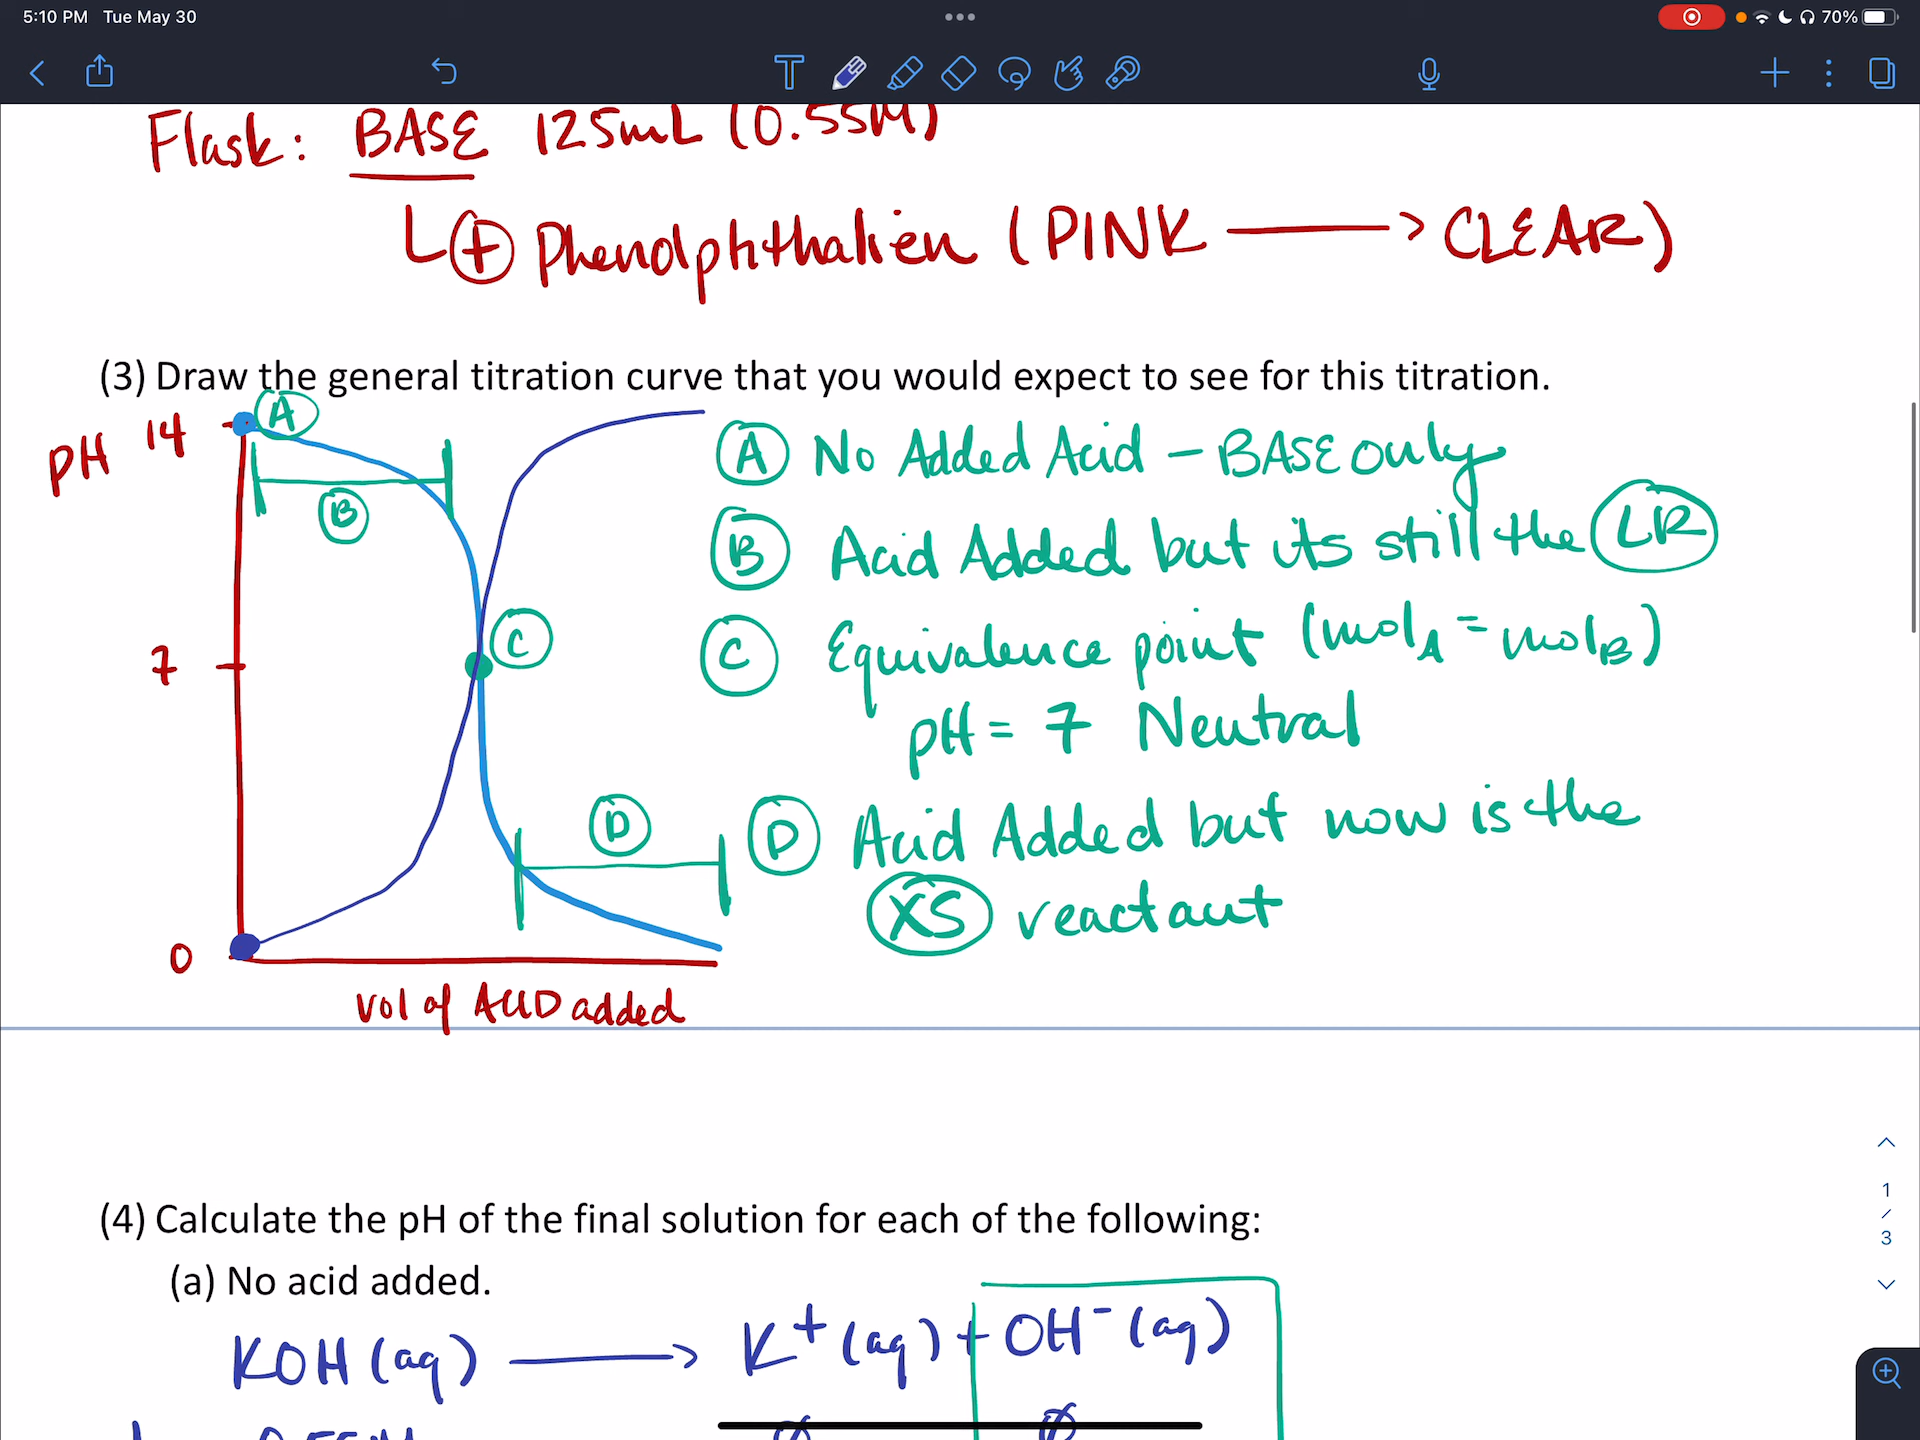 5:10 PM Tue May 30
70%
Flask: BASE 125mL (0.55M)
+ Phenolphthalien (PINK → CLEAR)
(3) Draw the general titration curve that you would expect to see for this titration.
pH 14
A
B
7
C
D
0
Vol of ACID added
A No Added Acid – BASE only
B Acid Added but its still the LR
C Equivalence point (molA = molB)
pH = 7 Neutral
D Acid Added but now is the
XS reactant
(4) Calculate the pH of the final solution for each of the following:
(a) No acid added.
KOH (aq) → K⁺ (aq) + OH⁻ (aq)
1
/
3